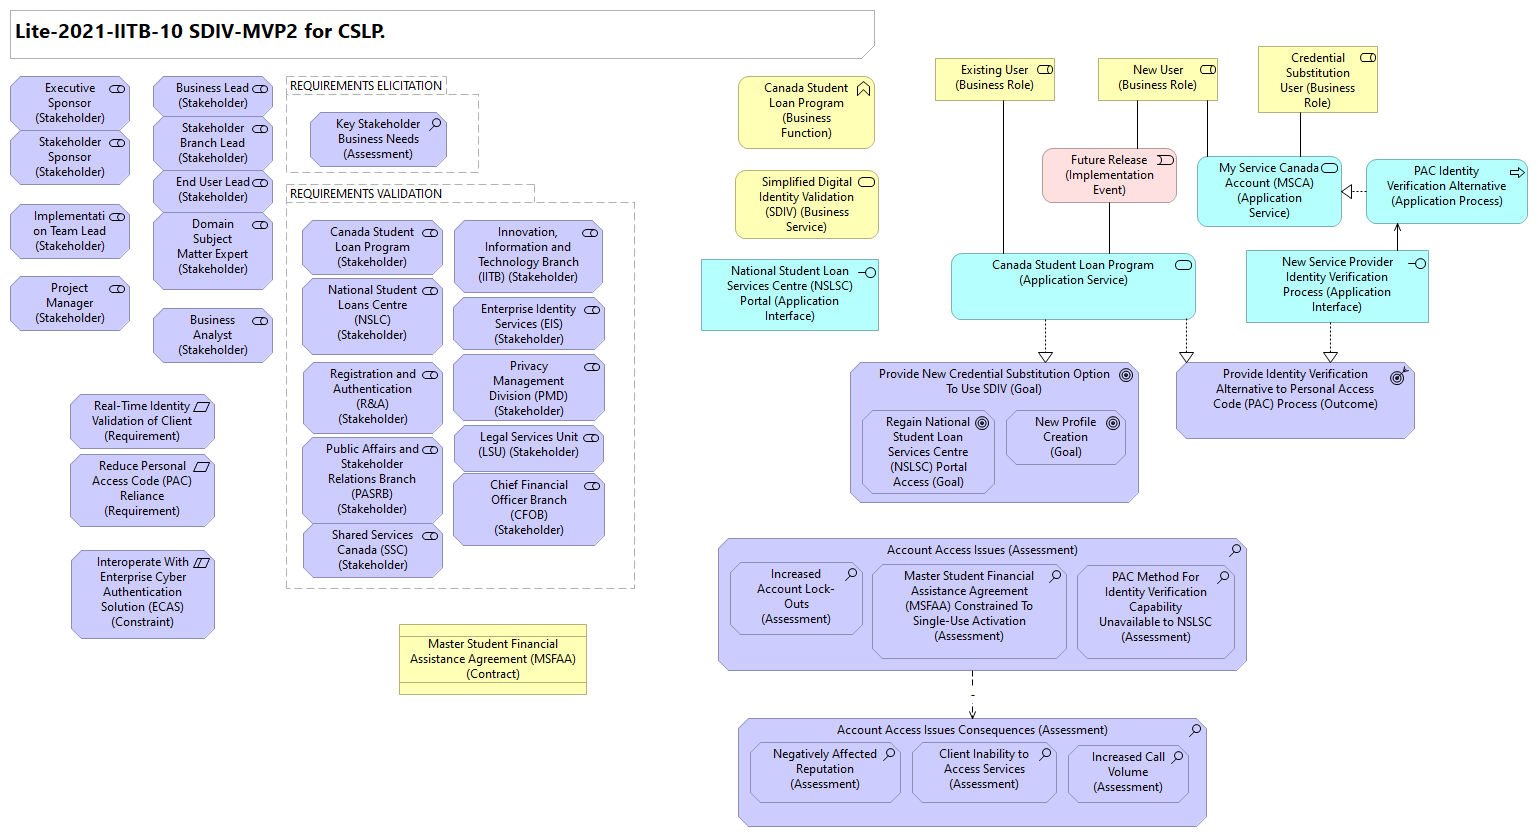 Lite-2021-IITB-10 SDIV-MVP2 for CSLP.
Executive
Sponsor
(Stakeholder)
Stakeholder
Sponsor
(Stakeholder)
Implementati
on Team Lead
(Stakeholder)
Project
Manager
(Stakeholder)
Business Lead
(Stakeholder)
Stakeholder
Branch Lead
(Stakeholder)
End User Lead
(Stakeholder)
Domain
Subject
Matter Expert
(Stakeholder)
Business
Analyst
(Stakeholder)
REQUIREMENTS ELICITATION
Key Stakeholder
Business Needs
(Assessment)
REQUIREMENTS VALIDATION
Canada Student
Loan Program
(Stakeholder)
National Student
Loans Centre
(NSLC)
(Stakeholder)
Registration and
Authentication
(R&A)
(Stakeholder)
Public Affairs and
Stakeholder
Relations Branch
(PASRB)
(Stakeholder)
Shared Services
Canada (SSC)
(Stakeholder)
Innovation,
Information and
Technology Branch
(IITB) (Stakeholder)
Enterprise Identity
Services (EIS)
(Stakeholder)
Privacy
Management
Division (PMD)
(Stakeholder)
Legal Services Unit
(LSU) (Stakeholder)
Chief Financial
Officer Branch
(CFOB)
(Stakeholder)
Real-Time Identity
Validation of Client
(Requirement)
Reduce Personal
Access Code (PAC)
Reliance
(Requirement)
Interoperate With
Enterprise Cyber
Authentication
Solution (ECAS)
(Constraint)
Master Student Financial
Assistance Agreement (MSFAA)
(Contract)
Canada Student
Loan Program
(Business
Function)
Simplified Digital
Identity Validation
(SDIV) (Business
Service)
National Student Loan
Services Centre (NSLSC)
Portal (Application
Interface)
Existing User
(Business Role)
New User
(Business Role)
Credential
Substitution
User (Business
Role)
Future Release
(Implementation
Event)
My Service Canada
Account (MSCA)
(Application
Service)
PAC Identity
Verification Alternative
(Application Process)
Canada Student Loan Program
(Application Service)
New Service Provider
Identity Verification
Process (Application
Interface)
Provide New Credential Substitution Option
To Use SDIV (Goal)
Regain National
Student Loan
Services Centre
(NSLSC) Portal
Access (Goal)
New Profile
Creation
(Goal)
Provide Identity Verification
Alternative to Personal Access
Code (PAC) Process (Outcome)
Account Access Issues (Assessment)
Increased
Account Lock-
Outs
(Assessment)
Master Student Financial
Assistance Agreement
(MSFAA) Constrained To
Single-Use Activation
(Assessment)
PAC Method For
Identity Verification
Capability
Unavailable to NSLSC
(Assessment)
Account Access Issues Consequences (Assessment)
Negatively Affected
Reputation
(Assessment)
Client Inability to
Access Services
(Assessment)
Increased Call
Volume
(Assessment)